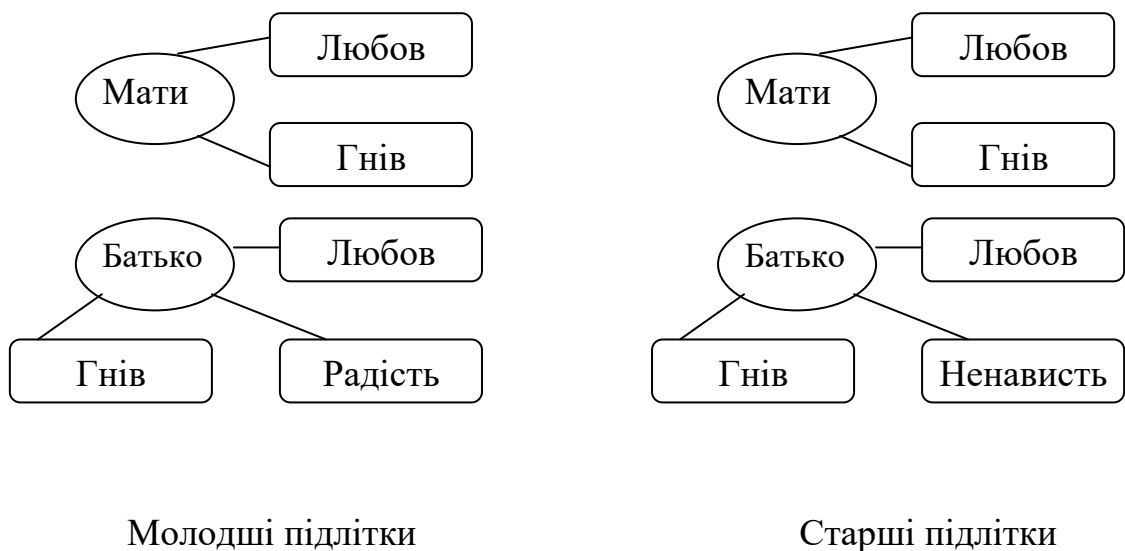 Любов
Мати
Гнів
Батько
Любов
Гнів
Радість
Молодші підлітки
Любов
Мати
Гнів
Батько
Любов
Гнів
Ненависть
Старші підлітки